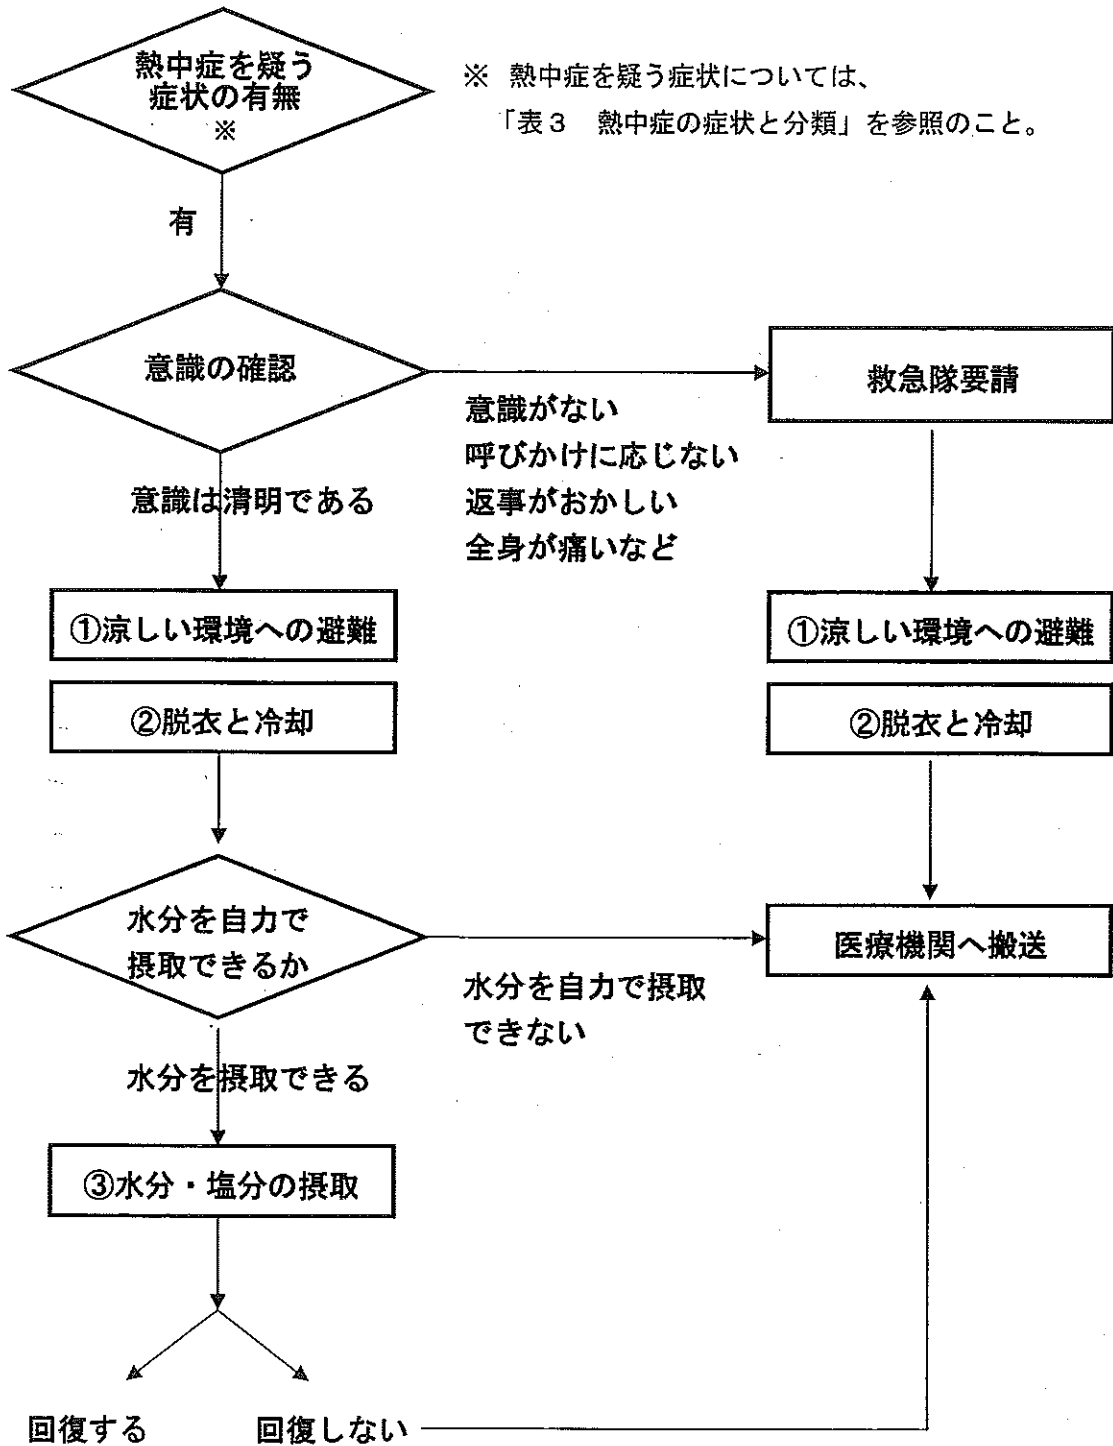 熱中症を疑う
症状の有無
※
※ 熱中症を疑う症状については、
「表３ 熱中症の症状と分類」を参照のこと。
有
意識の確認
救急隊要請
意識がない
呼びかけに応じない
返事がおかしい
全身が痛いなど
意識は清明である
①涼しい環境への避難
①涼しい環境への避難
②脱衣と冷却
②脱衣と冷却
水分を自力で
摂取できるか
医療機関へ搬送
水分を自力で摂取
できない
水分を摂取できる
③水分・塩分の摂取
回復する
回復しない